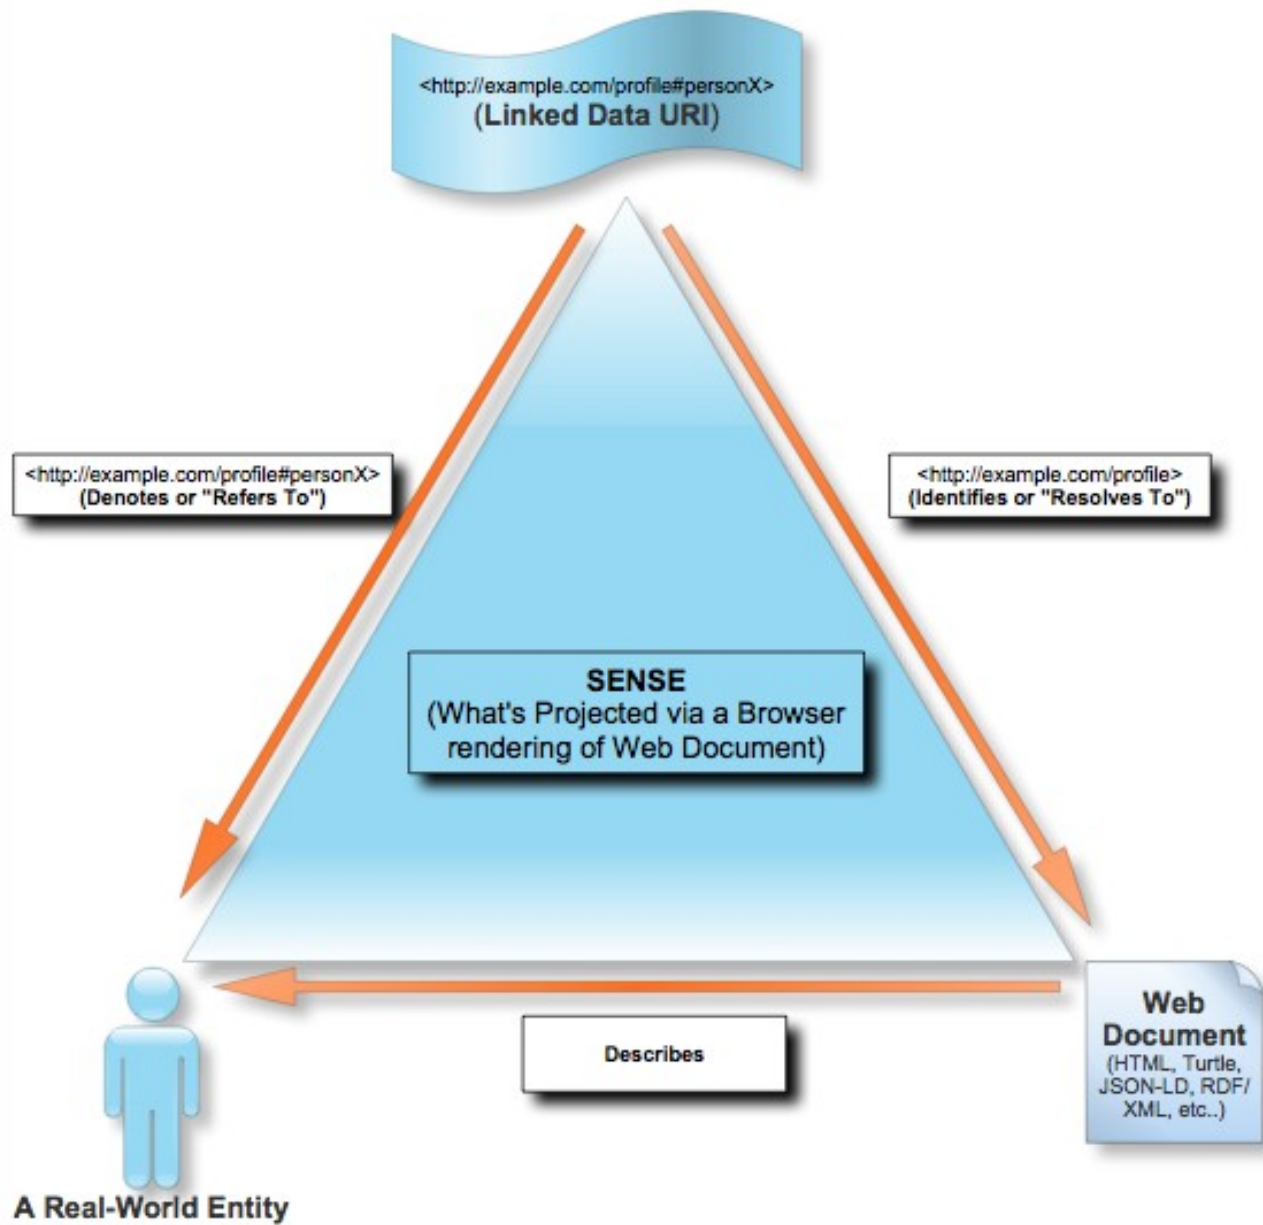 <http://example.com/profile#personX>
(Linked Data URI)
<http://example.com/profile#personX>
(Denotes or "Refers To")
<http://example.com/profile>
(Identifies or "Resolves To")
SENSE
(What's Projected via a Browser
rendering of Web Document)
Describes
Web
Document
(HTML, Turtle,
JSON-LD, RDF/
XML, etc..)
A Real-World Entity